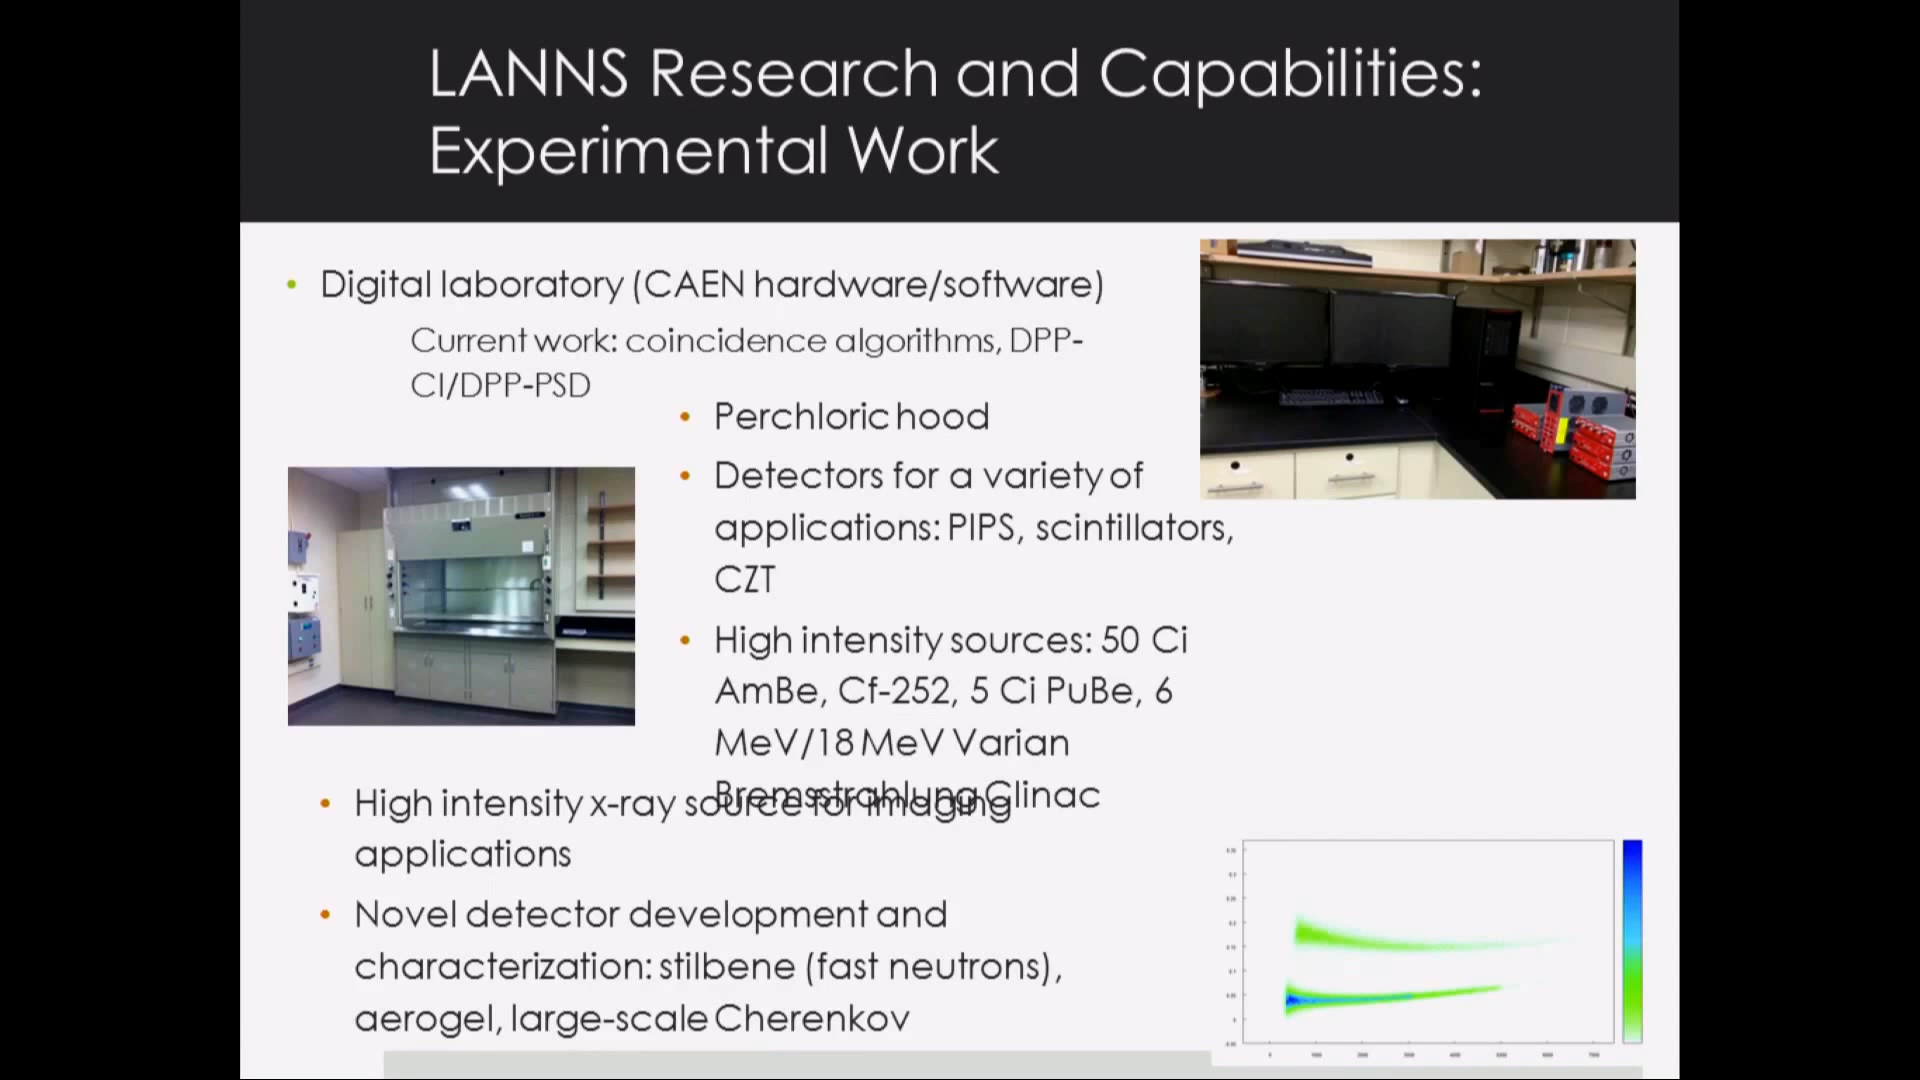 LANNS Research and Capabilities:
Experimental Work
• Digital laboratory (CAEN hardware/software)
Current work: coincidence algorithms, DPP-
CI/DPP-PSD
• Perchloric hood
• Detectors for a variety of
applications: PIPS, scintillators,
CZT
• High intensity sources: 50 Ci
AmBe, Cf-252, 5 Ci PuBe, 6
MeV/18 MeV Varian
Bremsstrahlung Clinac
• High intensity x-ray source for imaging
applications
• Novel detector development and
characterization: stilbene (fast neutrons),
aerogel, large-scale Cherenkov